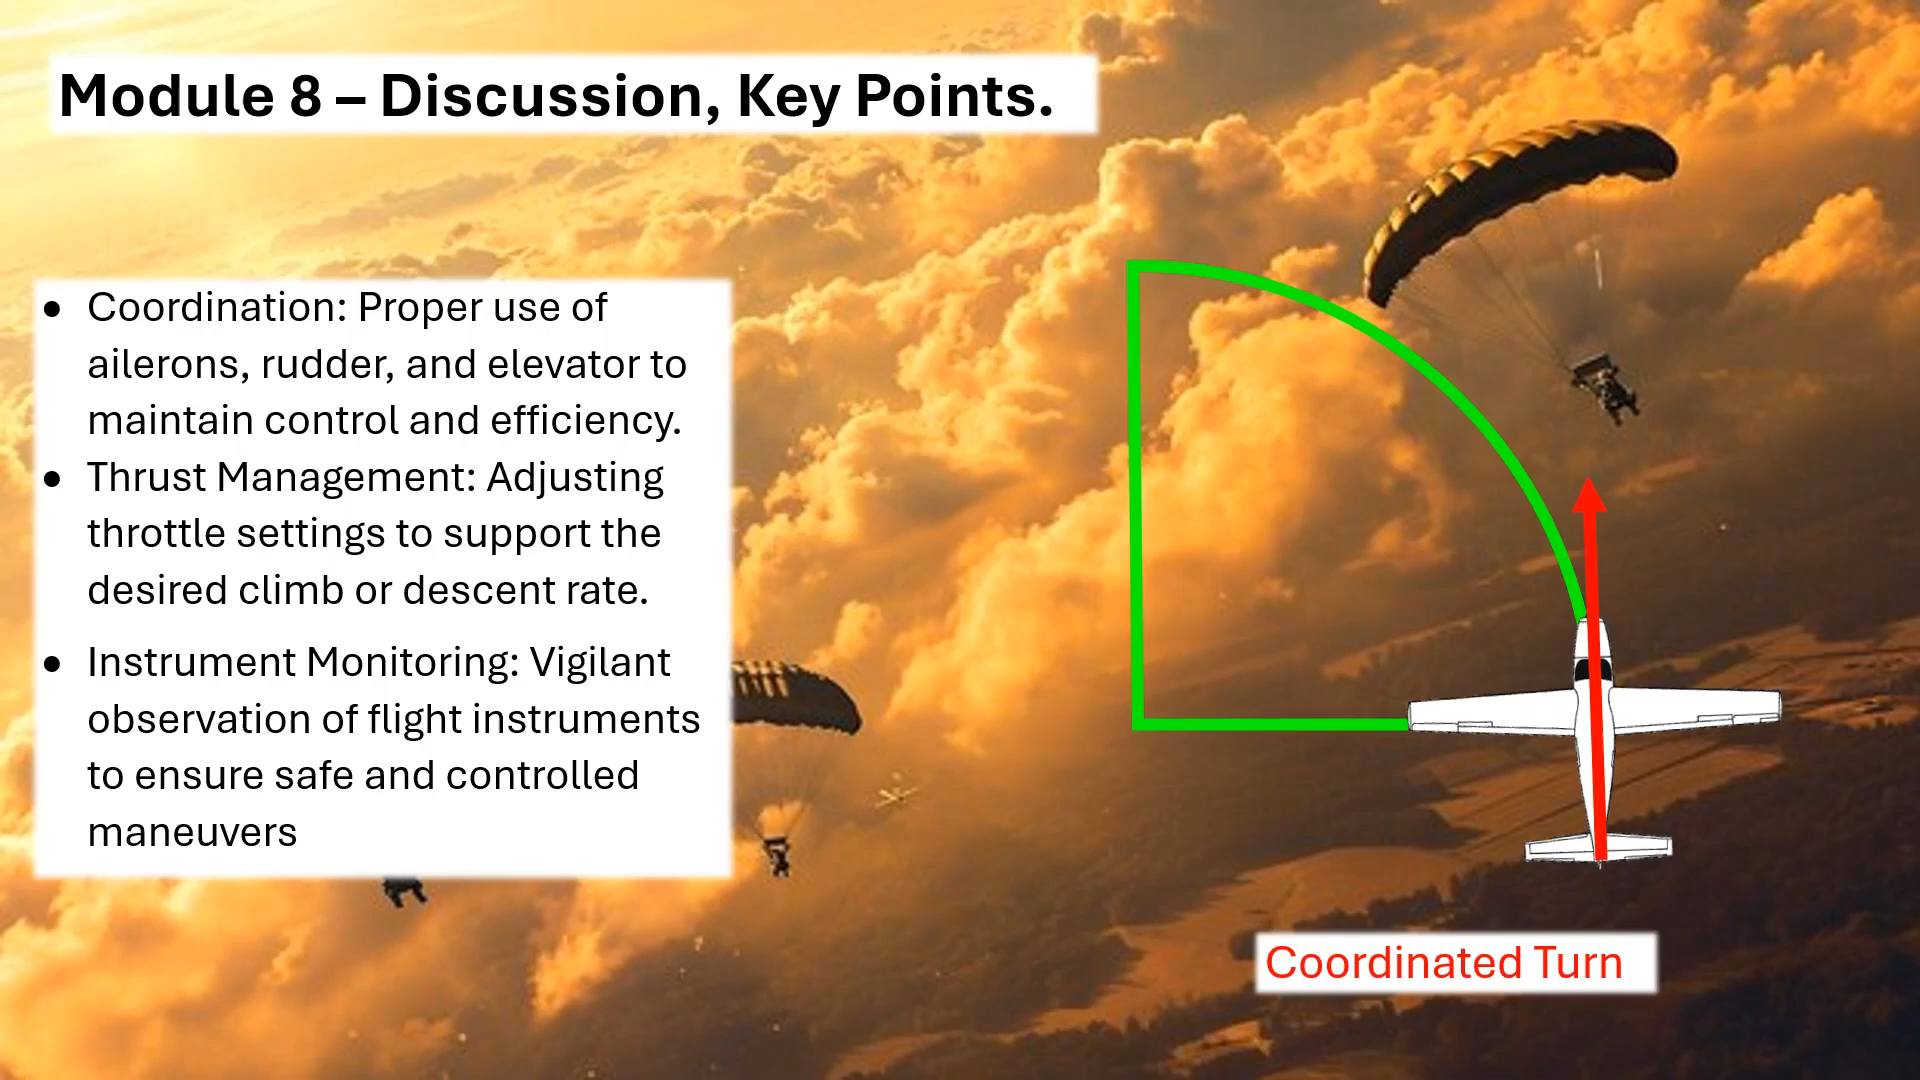 Module 8 – Discussion, Key Points.
• Coordination: Proper use of
ailerons, rudder, and elevator to
maintain control and efficiency.
• Thrust Management: Adjusting
throttle settings to support the
desired climb or descent rate.
• Instrument Monitoring: Vigilant
observation of flight instruments
to ensure safe and controlled
maneuvers
Coordinated Turn